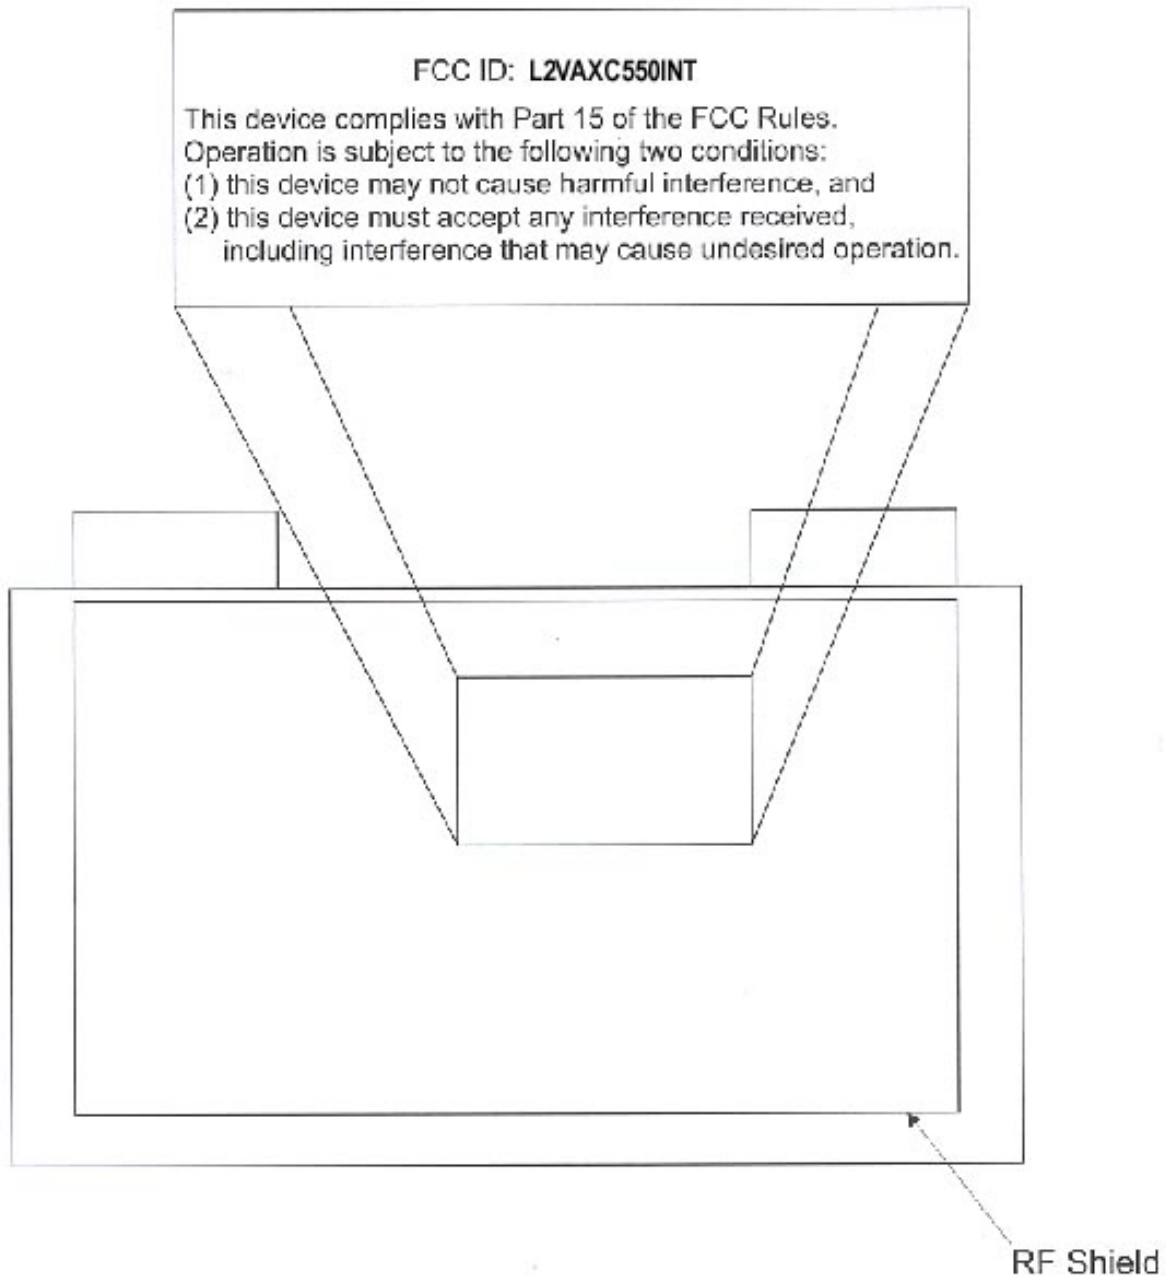 FCC ID: L2VAXC550INT
This device complies with Part 15 of the FCC Rules.
Operation is subject to the following two conditions:
(1) this device may not cause harmful interference, and
(2) this device must accept any interference received,
including interference that may cause undesired operation.
RF Shield